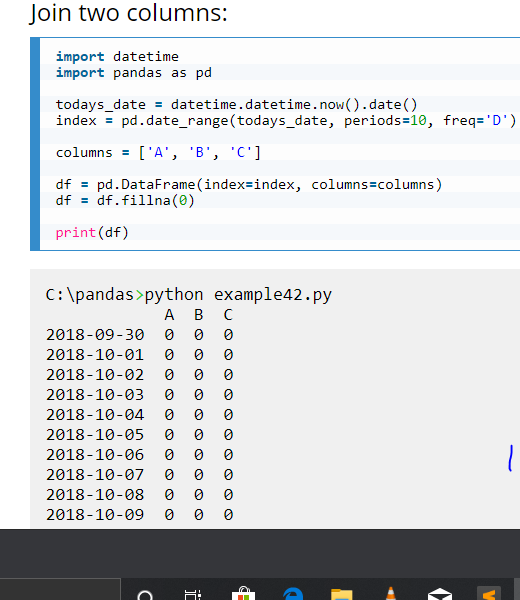 Join two columns:
import datetime
import pandas as pd
todays_date = datetime.datetime.now().date()
index = pd.date_range(todays_date, periods=10, freq='D')
columns = ['A', 'B', 'C']
df = pd.DataFrame(index=index, columns=columns)
df = df.fillna(0)
print(df)
C:\pandas>python example42.py
A B C
2018-09-30 0 0 0
2018-10-01 0 0 0
2018-10-02 0 0 0
2018-10-03 0 0 0
2018-10-04 0 0 0
2018-10-05 0 0 0
2018-10-06 0 0 0
2018-10-07 0 0 0
2018-10-08 0 0 0
2018-10-09 0 0 0